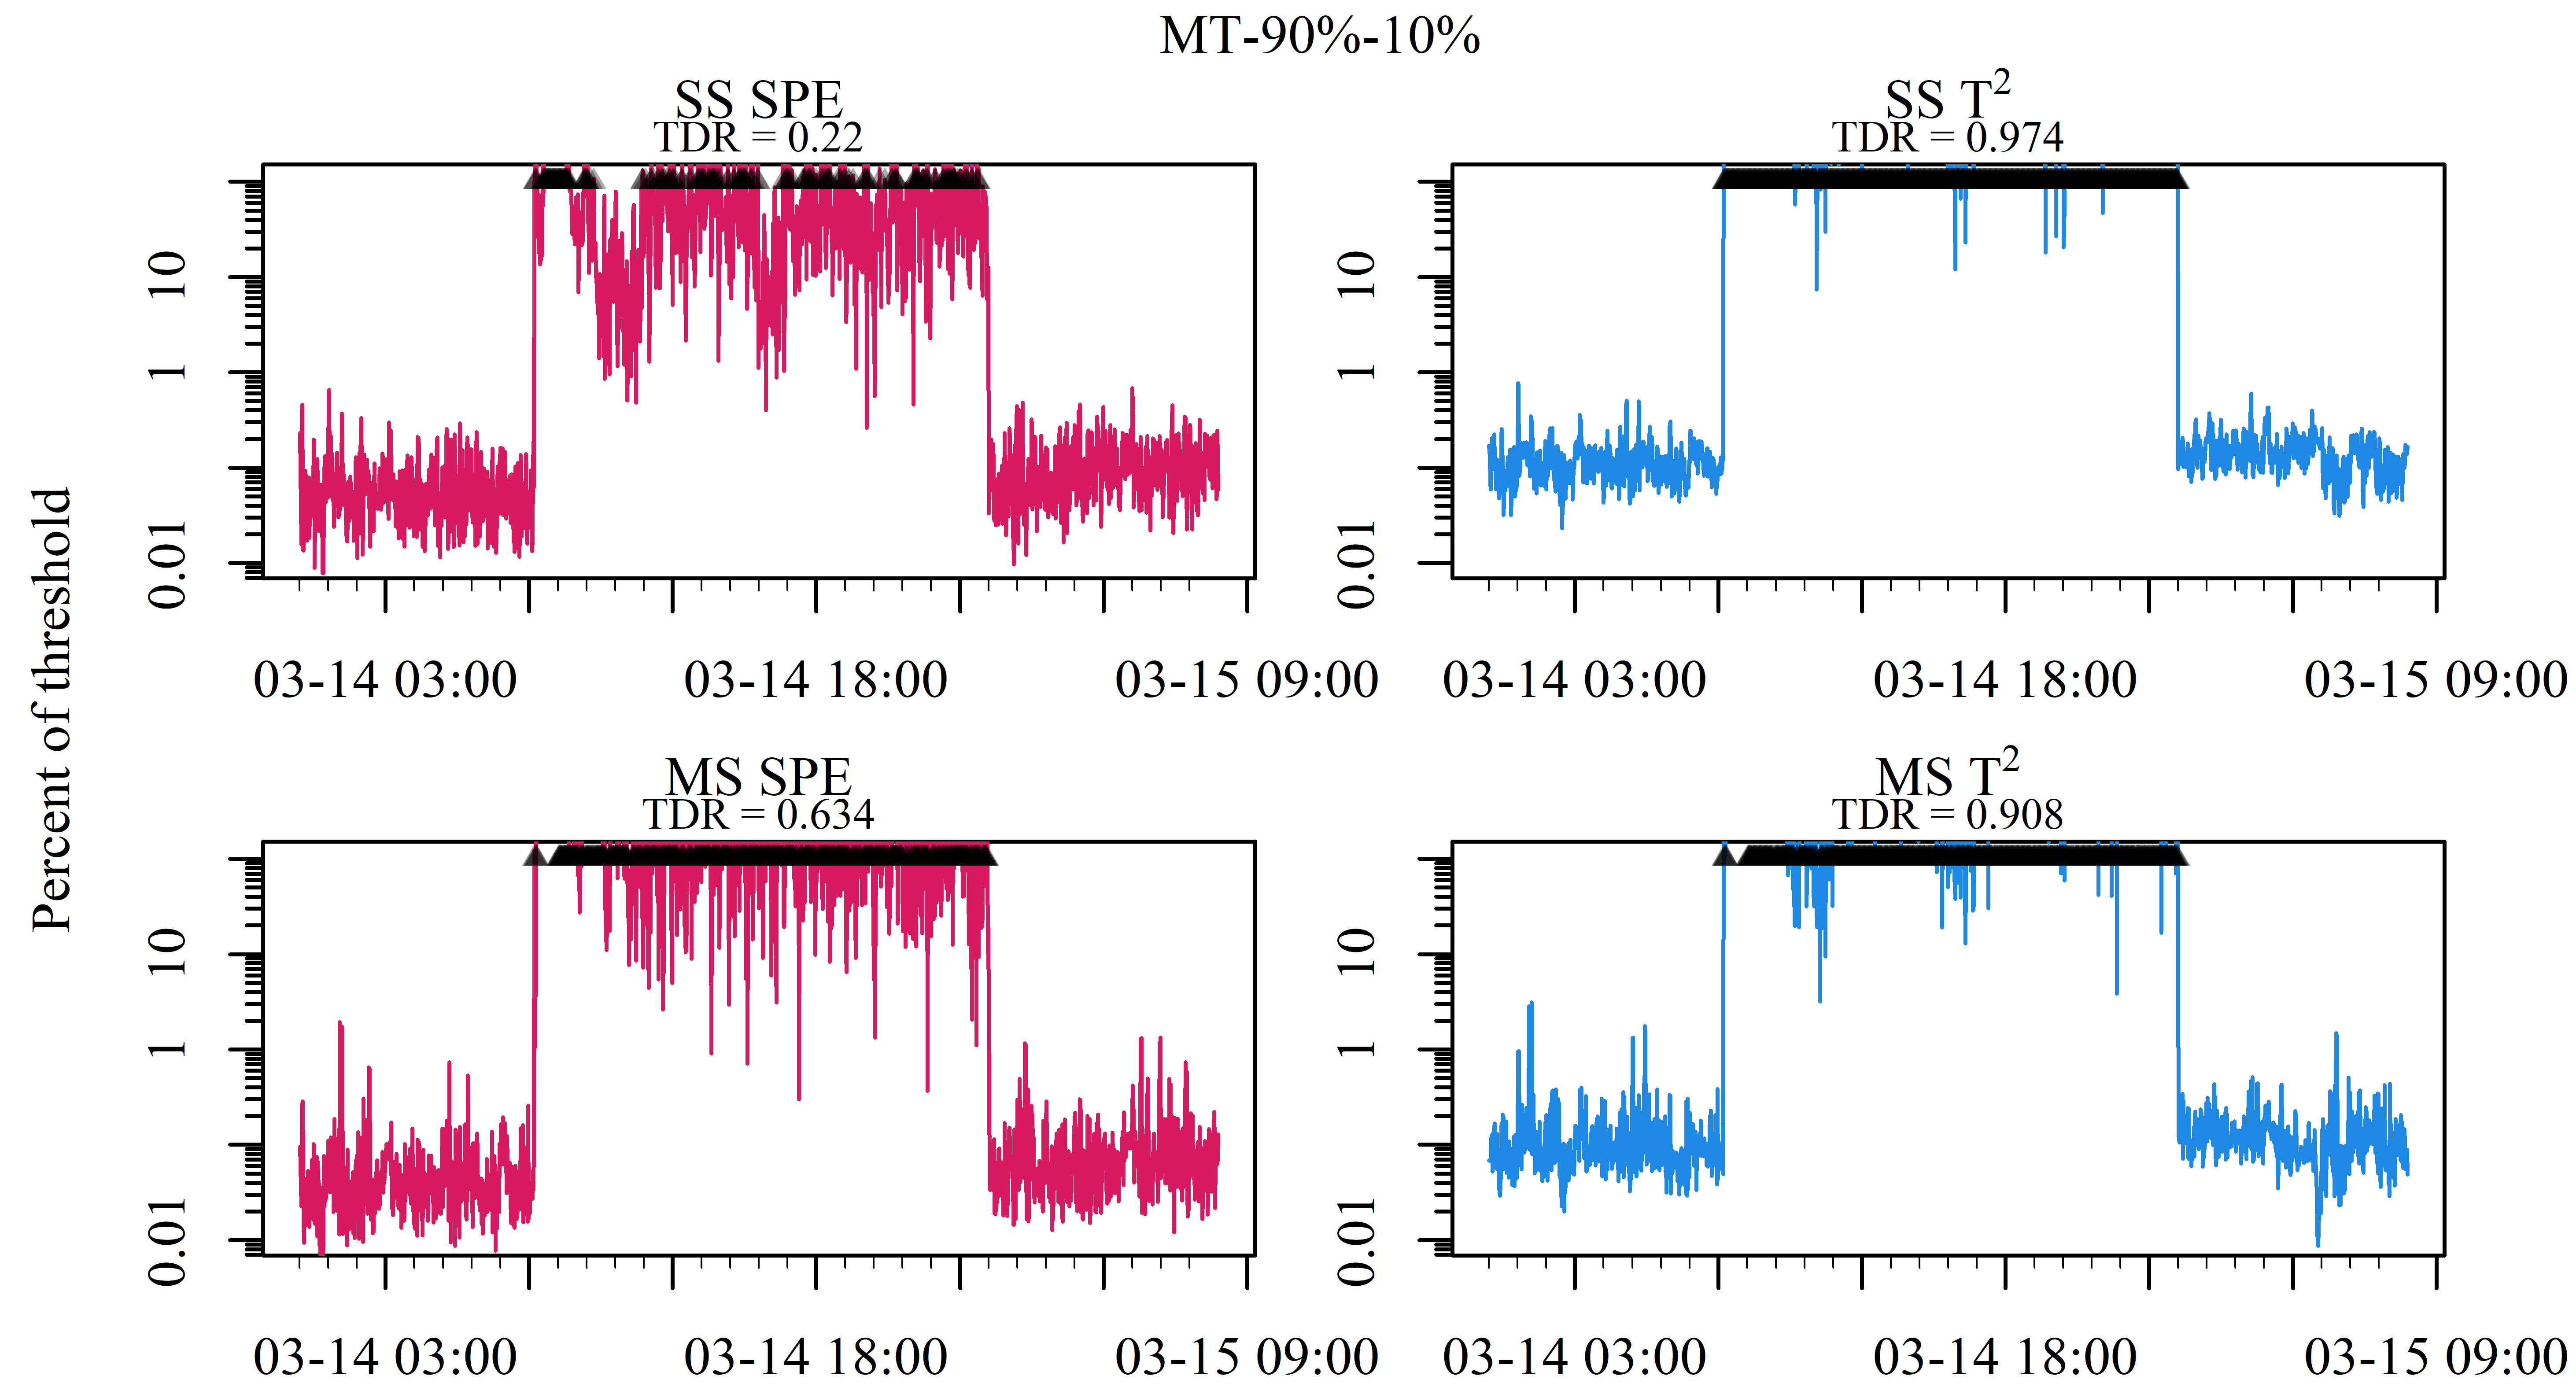 MT-90%-10%
SS SPE
TDR = 0.22
SS T²
TDR = 0.974
Percent of threshold
10
1
0.01
10
1
0.01
03-14 03:00
03-14 18:00
03-15 09:00
03-14 03:00
03-14 18:00
03-15 09:00
MS SPE
TDR = 0.634
MS T²
TDR = 0.908
10
1
0.01
10
1
0.01
03-14 03:00
03-14 18:00
03-15 09:00
03-14 03:00
03-14 18:00
03-15 09:00